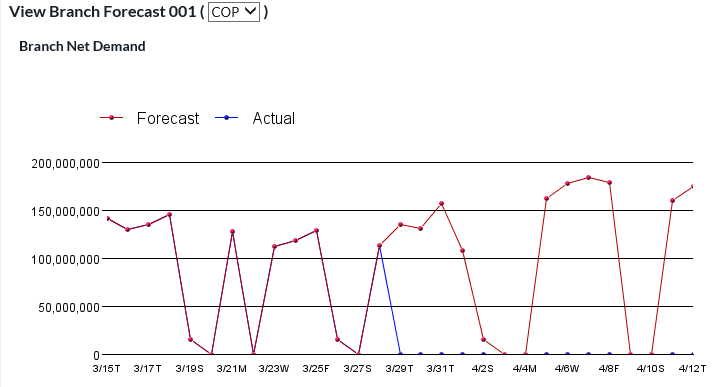 View Branch Forecast 001 ( COP )
Branch Net Demand
Forecast Actual
200,000,000
150,000,000
100,000,000
50,000,000
0
3/15T 3/17T 3/19S 3/21M 3/23W 3/25F 3/27S 3/29T 3/31T 4/2S 4/4M 4/6W 4/8F 4/10S 4/12T